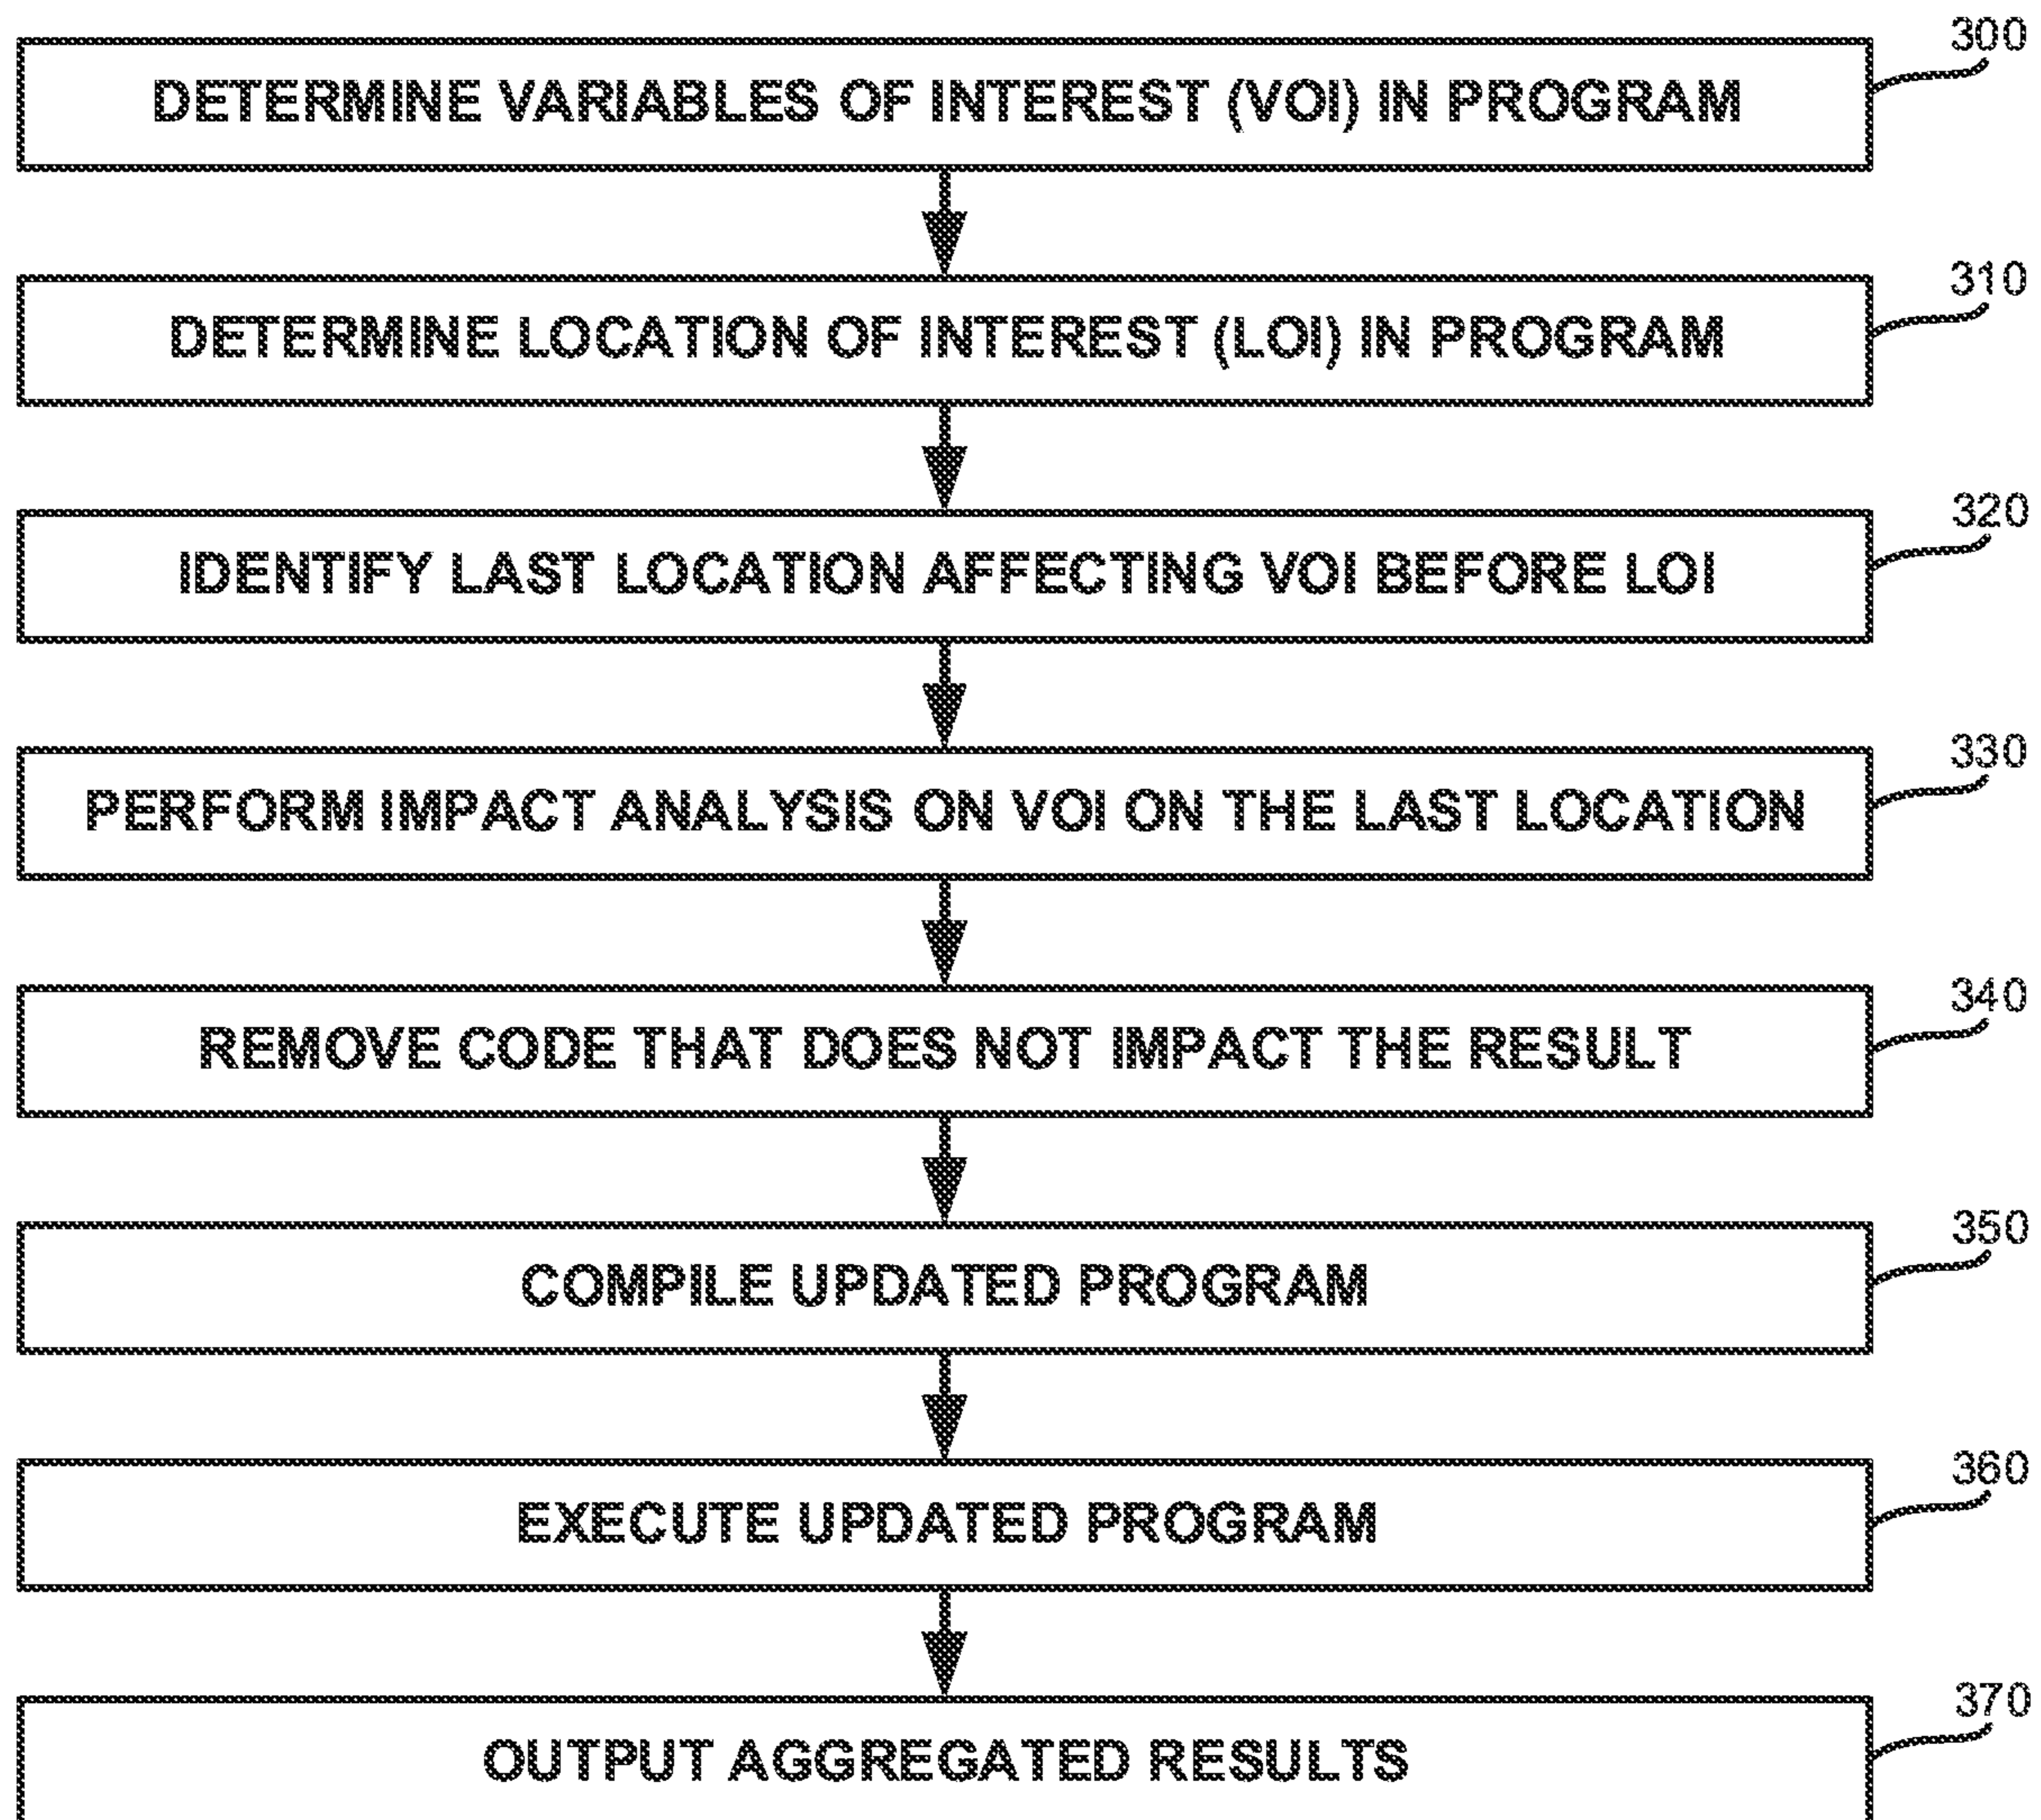 300
DETERMINE VARIABLES OF INTEREST (VOI) IN PROGRAM
310
DETERMINE LOCATION OF INTEREST (LOI) IN PROGRAM
320
IDENTIFY LAST LOCATION AFFECTING VOI BEFORE LOI
330
PERFORM IMPACT ANALYSIS ON VOI ON THE LAST LOCATION
340
REMOVE CODE THAT DOES NOT IMPACT THE RESULT
350
COMPILE UPDATED PROGRAM
360
EXECUTE UPDATED PROGRAM
370
OUTPUT AGGREGATED RESULTS